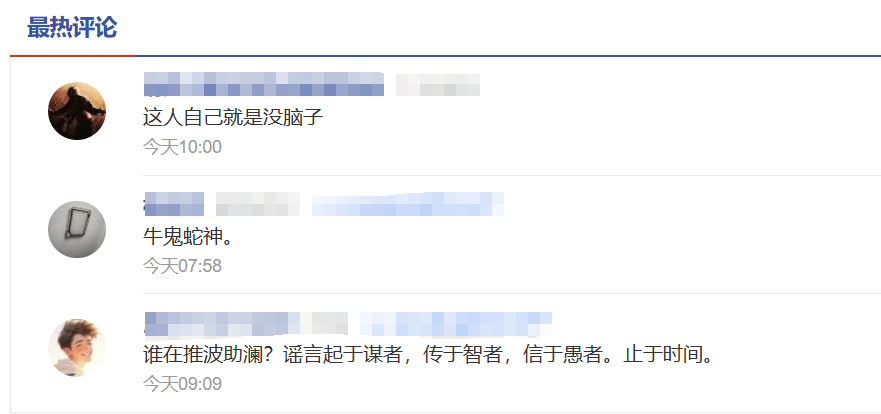 最热评论
这人自己就是没脑子
今天10:00
牛鬼蛇神。
今天07:58
谁在推波助澜？谣言起于谋者，传于智者，信于愚者。止于时间。
今天09:09